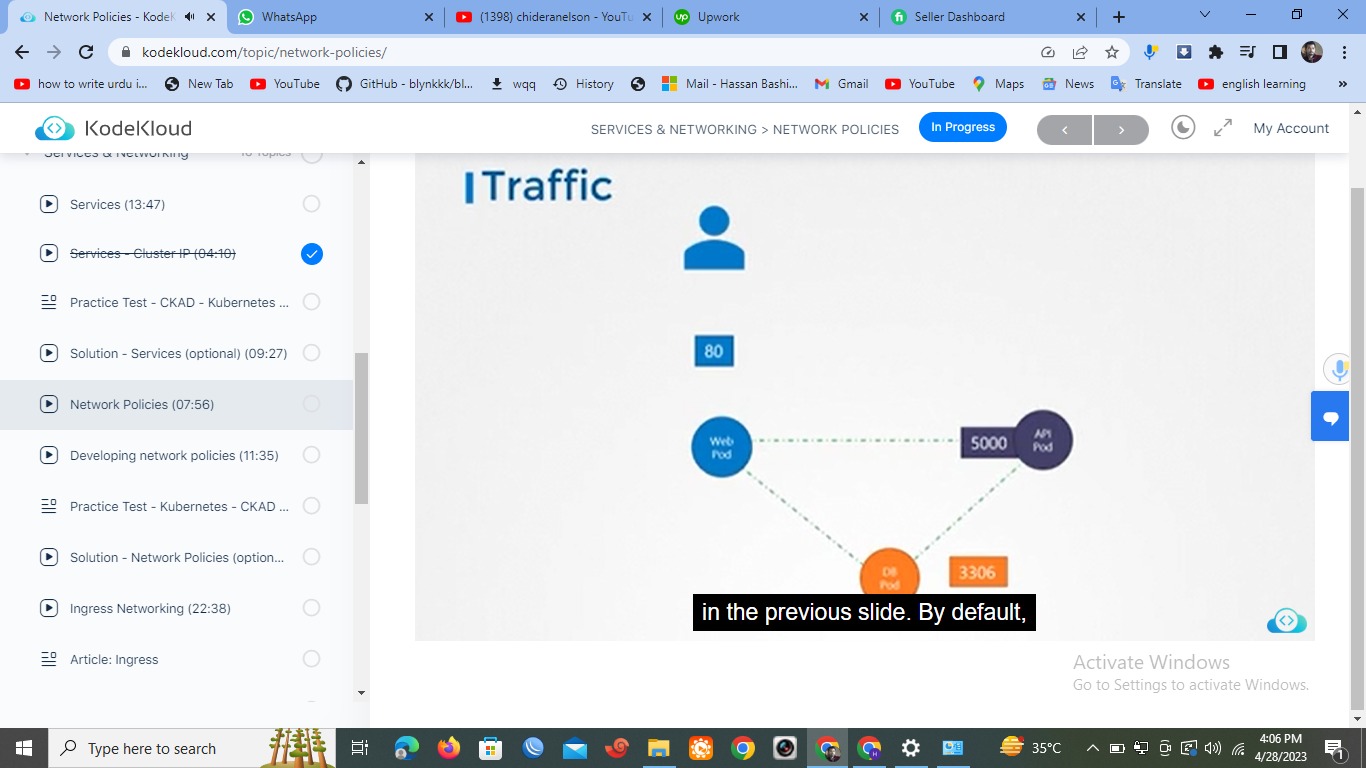 Network Policies - Kodek
WhatsApp
(1398) chideranelson - YouTu
Upwork
Seller Dashboard
kodekloud.com/topic/network-policies/
how to write urdu i...
New Tab
YouTube
GitHub - blynkkk/bl...
wqq
History
Mail - Hassan Bashi...
Gmail
YouTube
Maps
News
Translate
english learning
»
KodeKloud
SERVICES & NETWORKING > NETWORK POLICIES
In Progress
My Account
Services & Networking
Topics
Services (13:47)
Services - Cluster IP (04:10)
Practice Test - CKAD - Kubernetes ...
Solution - Services (optional) (09:27)
Network Policies (07:56)
Developing network policies (11:35)
Practice Test - Kubernetes - CKAD ...
Solution - Network Policies (option...
Ingress Networking (22:38)
Article: Ingress
Traffic
80
Web
Pod
5000
API
Pod
DB
Pod
3306
in the previous slide. By default,
Activate Windows
Go to Settings to activate Windows.
Type here to search
35°C
4:06 PM
4/28/2023
1